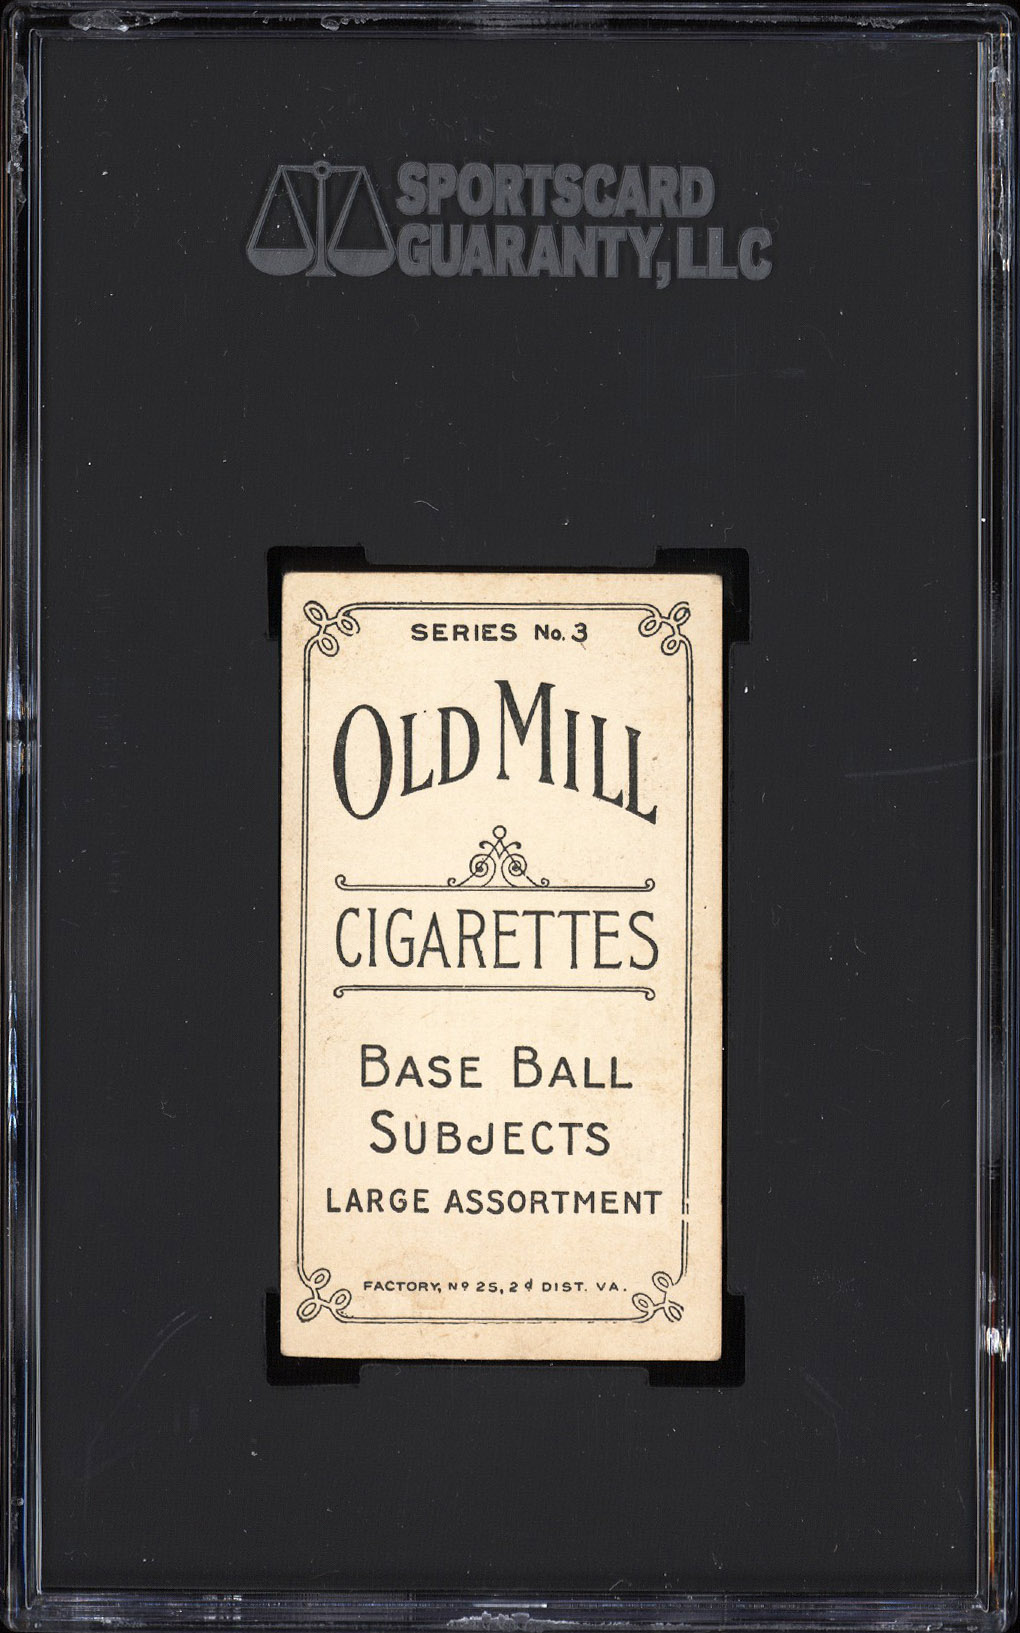 SPORTSCARD
GUARANTY, LLC
SERIES No. 3
OLD MILL
CIGARETTES
BASE BALL
SUBJECTS
LARGE ASSORTMENT
FACTORY, Nº 25, 2d DIST. VA.